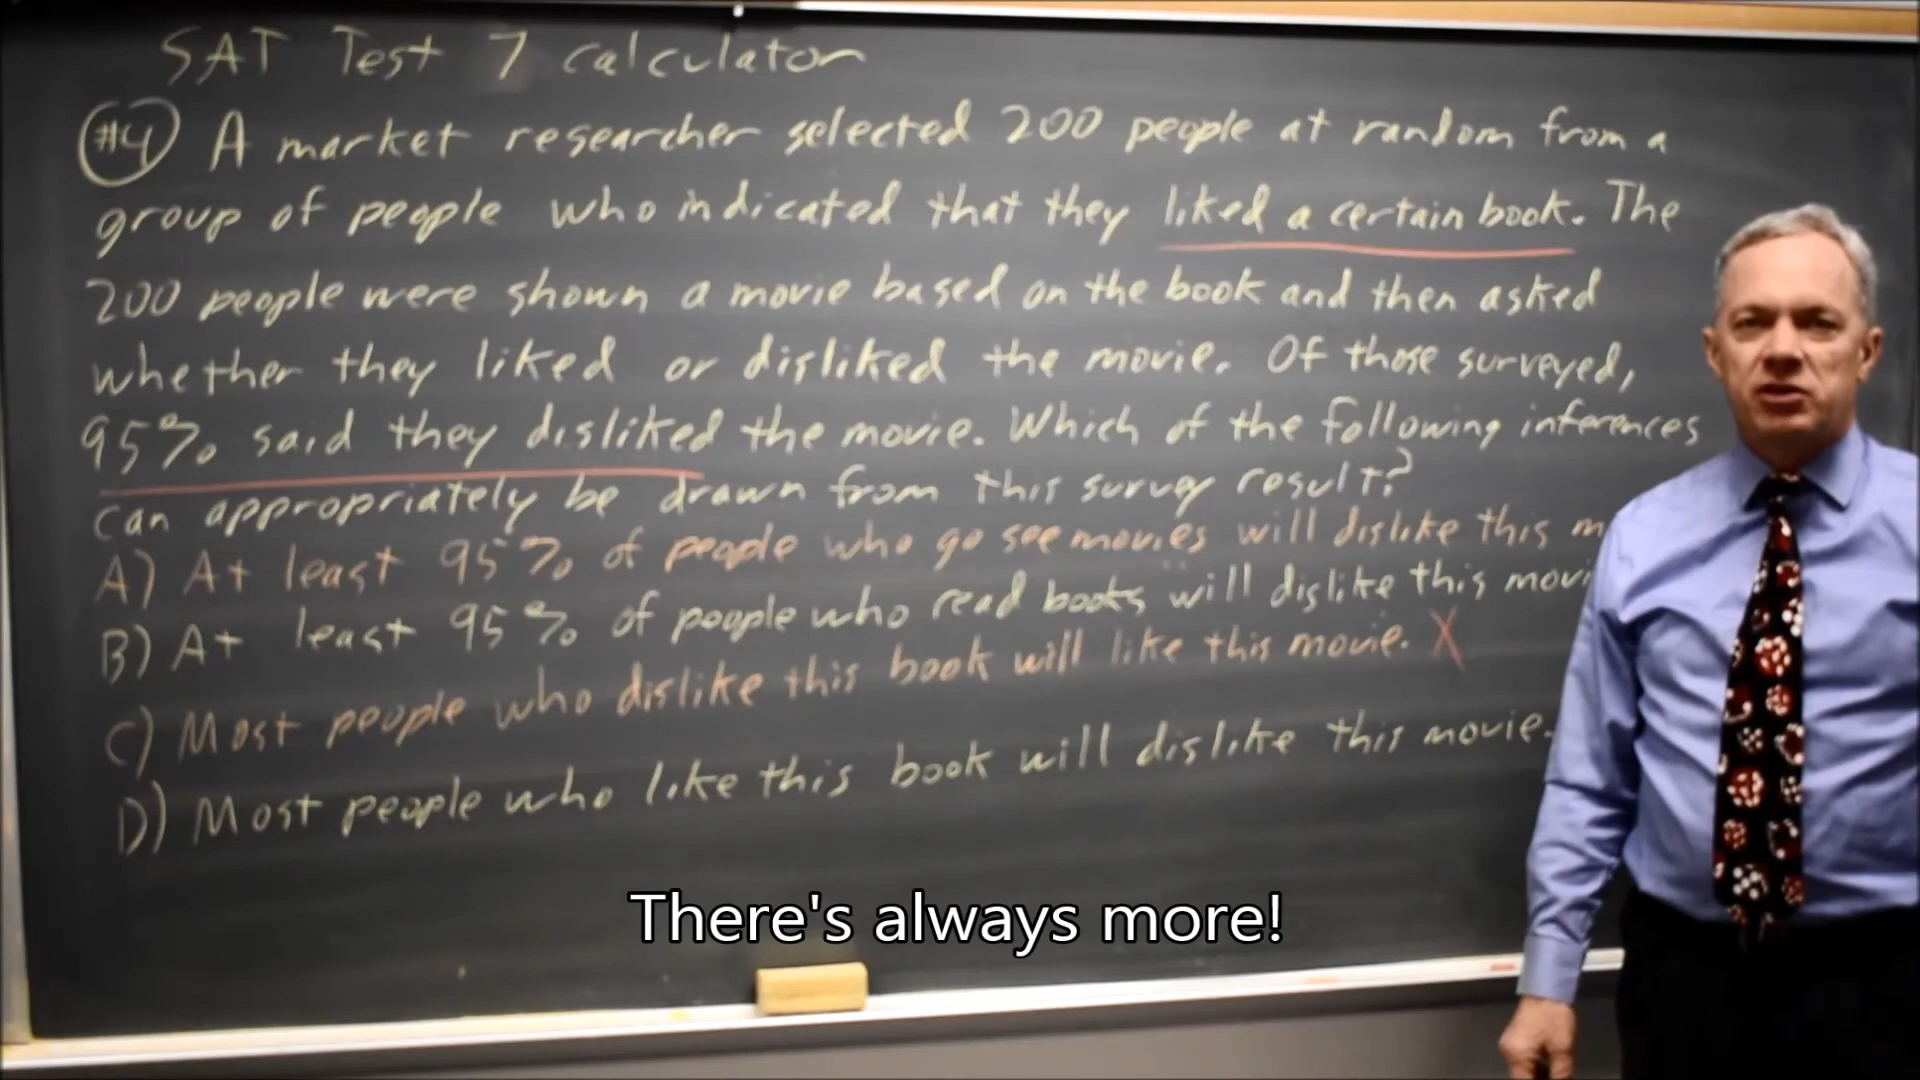 SAT Test 7 calculator
#4 A market researcher selected 200 people at random from a
group of people who indicated that they liked a certain book. The
200 people were shown a movie based on the book and then asked
whether they liked or disliked the movie. Of those surveyed,
95% said they disliked the movie. Which of the following inferences
can appropriately be drawn from this survey result?
A) At least 95% of people who go see movies will dislike this m
B) At least 95% of people who read books will dislike this movi
C) Most people who dislike this book will like this movie. X
D) Most people who like this book will dislike this movie.
There's always more!